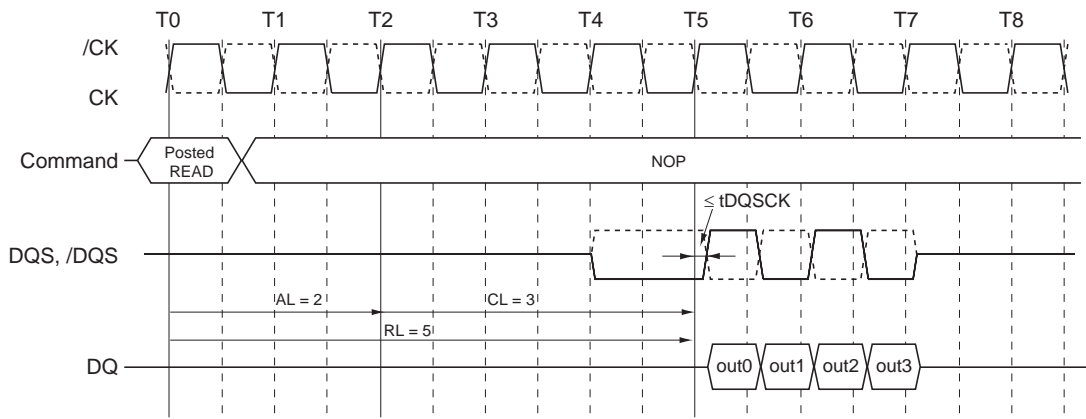 T0 T1 T2 T3 T4 T5 T6 T7 T8
/CK
CK
Command
Posted
READ
NOP
≤ tDQSCK
DQS, /DQS
AL = 2
CL = 3
RL = 5
DQ
out0 out1 out2 out3